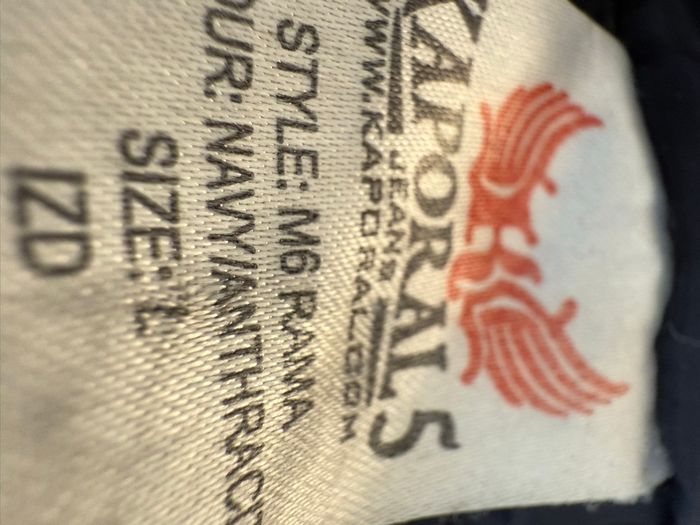 KAPORAL 5
JEANS
WWW.KAPORAL.COM
STYLE: M6 RAMA
OUR: NAVY/ANTHRAC
SIZE: L
IZD